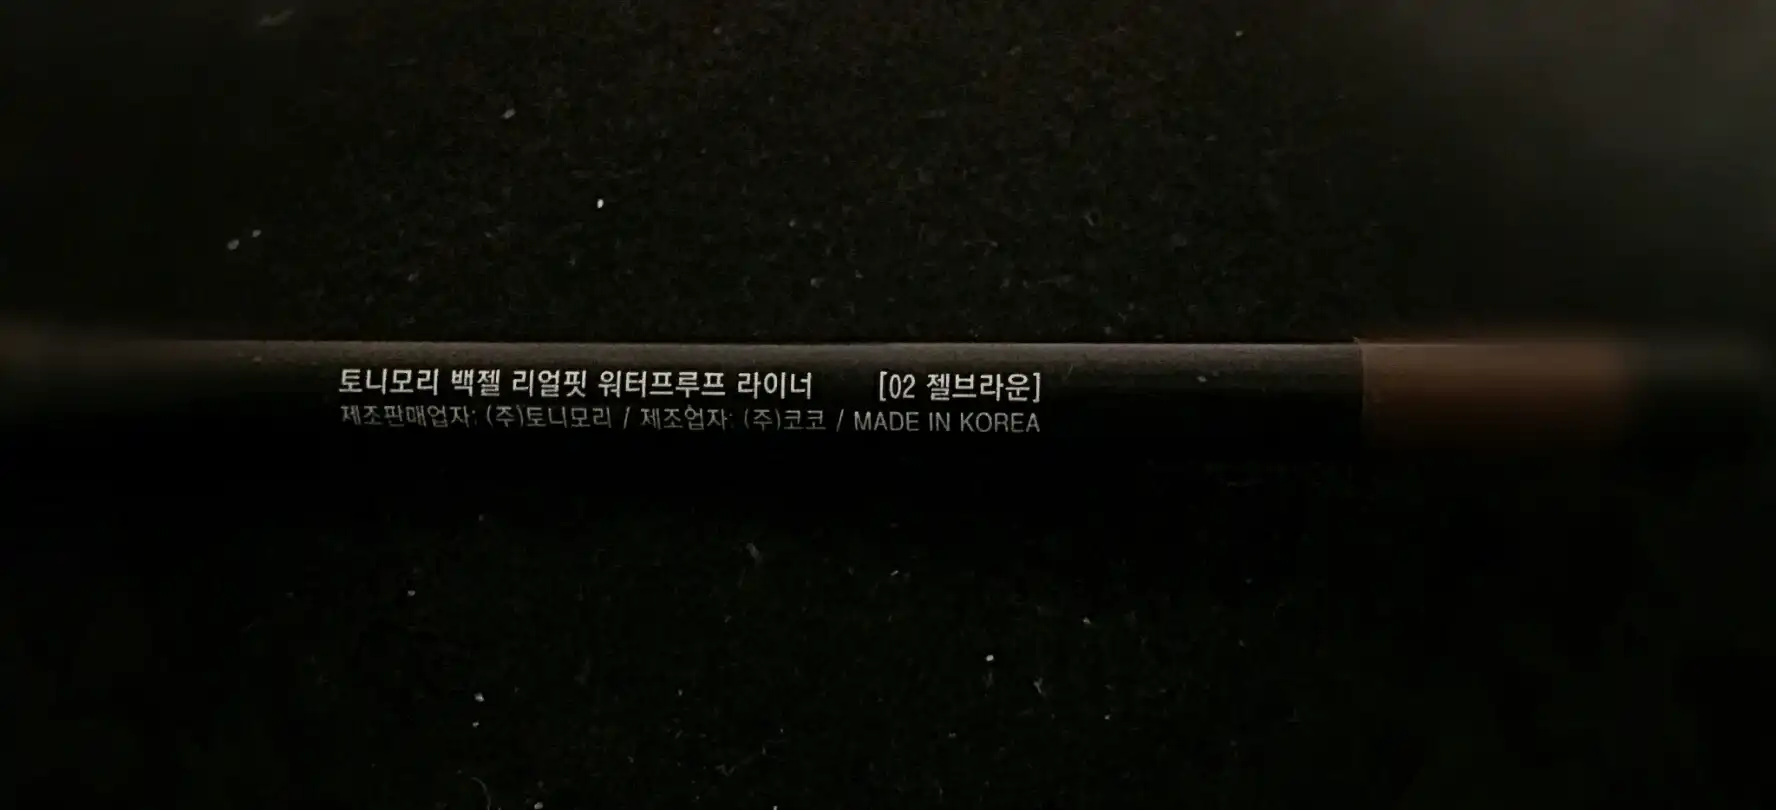 토니모리 백젤 리얼핏 워터프루프 라이너 [02 젤브라운]
제조판매업자: (주)토니모리 / 제조업자: (주)코코 / MADE IN KOREA